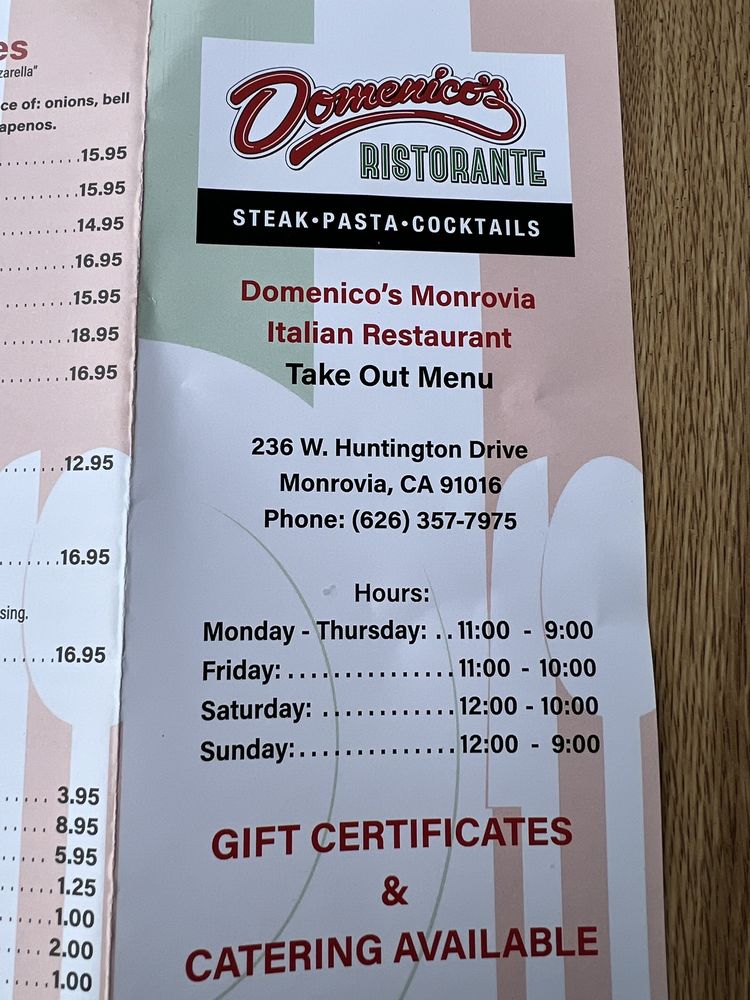 es
zarella"
ce of: onions, bell
apenos.
..........15.95
..........15.95
..........14.95
..........16.95
..........15.95
..........18.95
..........16.95
.......12.95
.......16.95
sing.
......16.95
..... 3.95
..... 8.95
..... 5.95
......1.25
......1.00
.... 2.00
.....1.00
Domenico's
RISTORANTE
STEAK•PASTA•COCKTAILS
Domenico's Monrovia
Italian Restaurant
Take Out Menu
236 W. Huntington Drive
Monrovia, CA 91016
Phone: (626) 357-7975
Hours:
Monday - Thursday: .. 11:00 - 9:00
Friday: ............... 11:00 - 10:00
Saturday: ............ 12:00 - 10:00
Sunday:.............. 12:00 - 9:00
GIFT CERTIFICATES
&
CATERING AVAILABLE